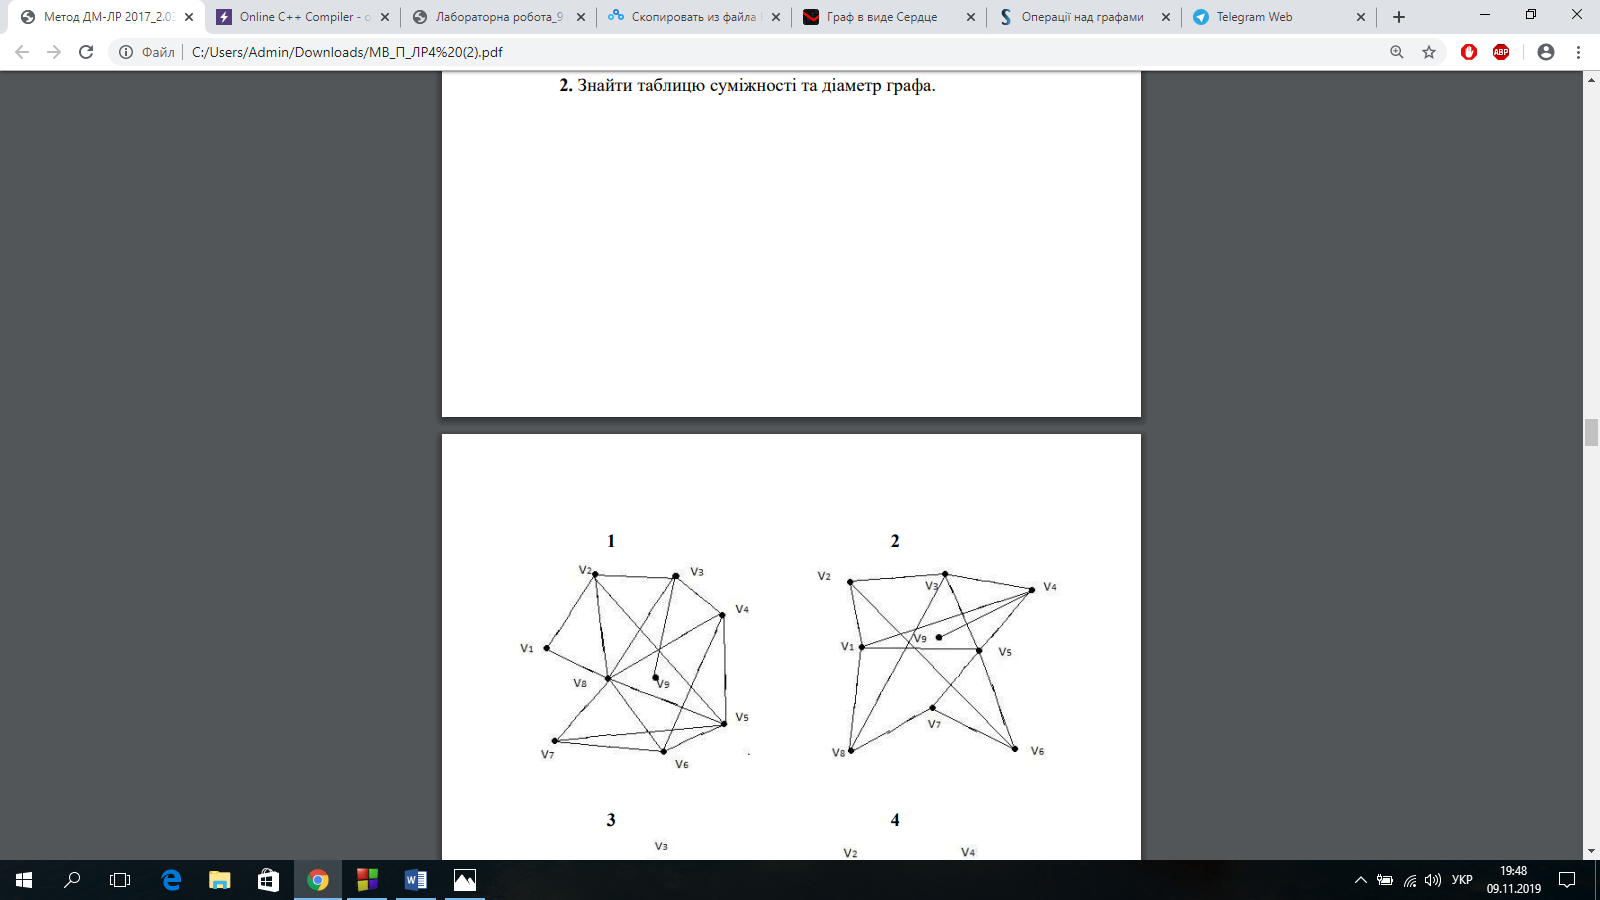 Метод ДМ-ЛР 2017_2.03
Online C++ Compiler - o
Лабораторна робота_9
Скопировать из файла
Граф в виде Сердце
Операції над графами
Telegram Web
Файл
C:/Users/Admin/Downloads/МВ_П_ЛР4%20(2).pdf
ABP
2. Знайти таблицю суміжності та діаметр графа.
1
2
V2
V3
V4
V1
V8
V9
V5
V7
V6
V2
V3
V4
V1
V9
V5
V7
V8
V6
3
4
V3
V2
V4
УКР
19:48
09.11.2019